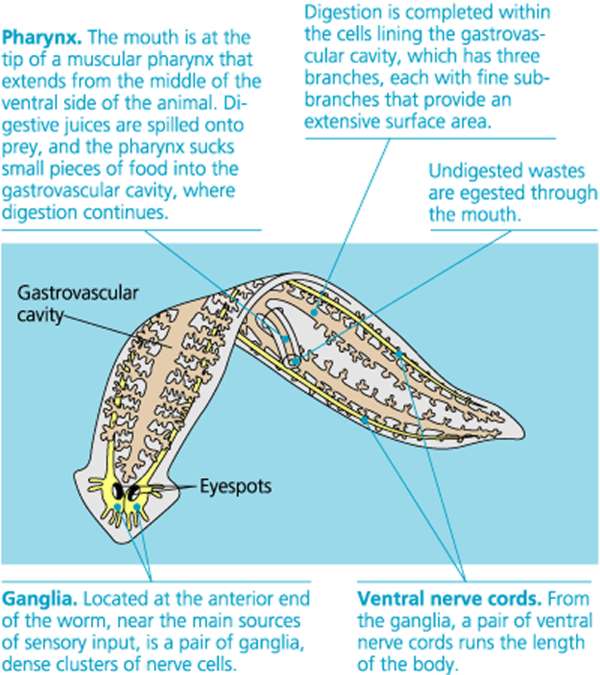 Pharynx. The mouth is at the
tip of a muscular pharynx that
extends from the middle of the
ventral side of the animal. Di-
gestive juices are spilled onto
prey, and the pharynx sucks
small pieces of food into the
gastrovascular cavity, where
digestion continues.
Digestion is completed within
the cells lining the gastrovas-
cular cavity, which has three
branches, each with fine sub-
branches that provide an
extensive surface area.
Undigested wastes
are egested through
the mouth.
Gastrovascular
cavity
Eyespots
Ganglia. Located at the anterior end
of the worm, near the main sources
of sensory input, is a pair of ganglia,
dense clusters of nerve cells.
Ventral nerve cords. From
the ganglia, a pair of ventral
nerve cords runs the length
of the body.